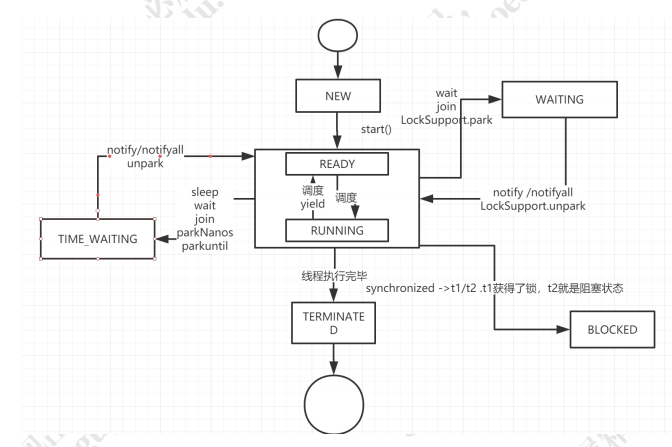 NEW
wait
join
LockSupport.park
WAITING
start()
notify/notifyall
unpark
READY
调度
yield
调度
RUNNING
sleep
wait
join
parkNanos
parkuntil
notify /notifyall
LockSupport.unpark
TIME_WAITING
线程执行完毕
synchronized ->t1/t2 .t1获得了锁，t2就是阻塞状态
TERMINATE
D
BLOCKED